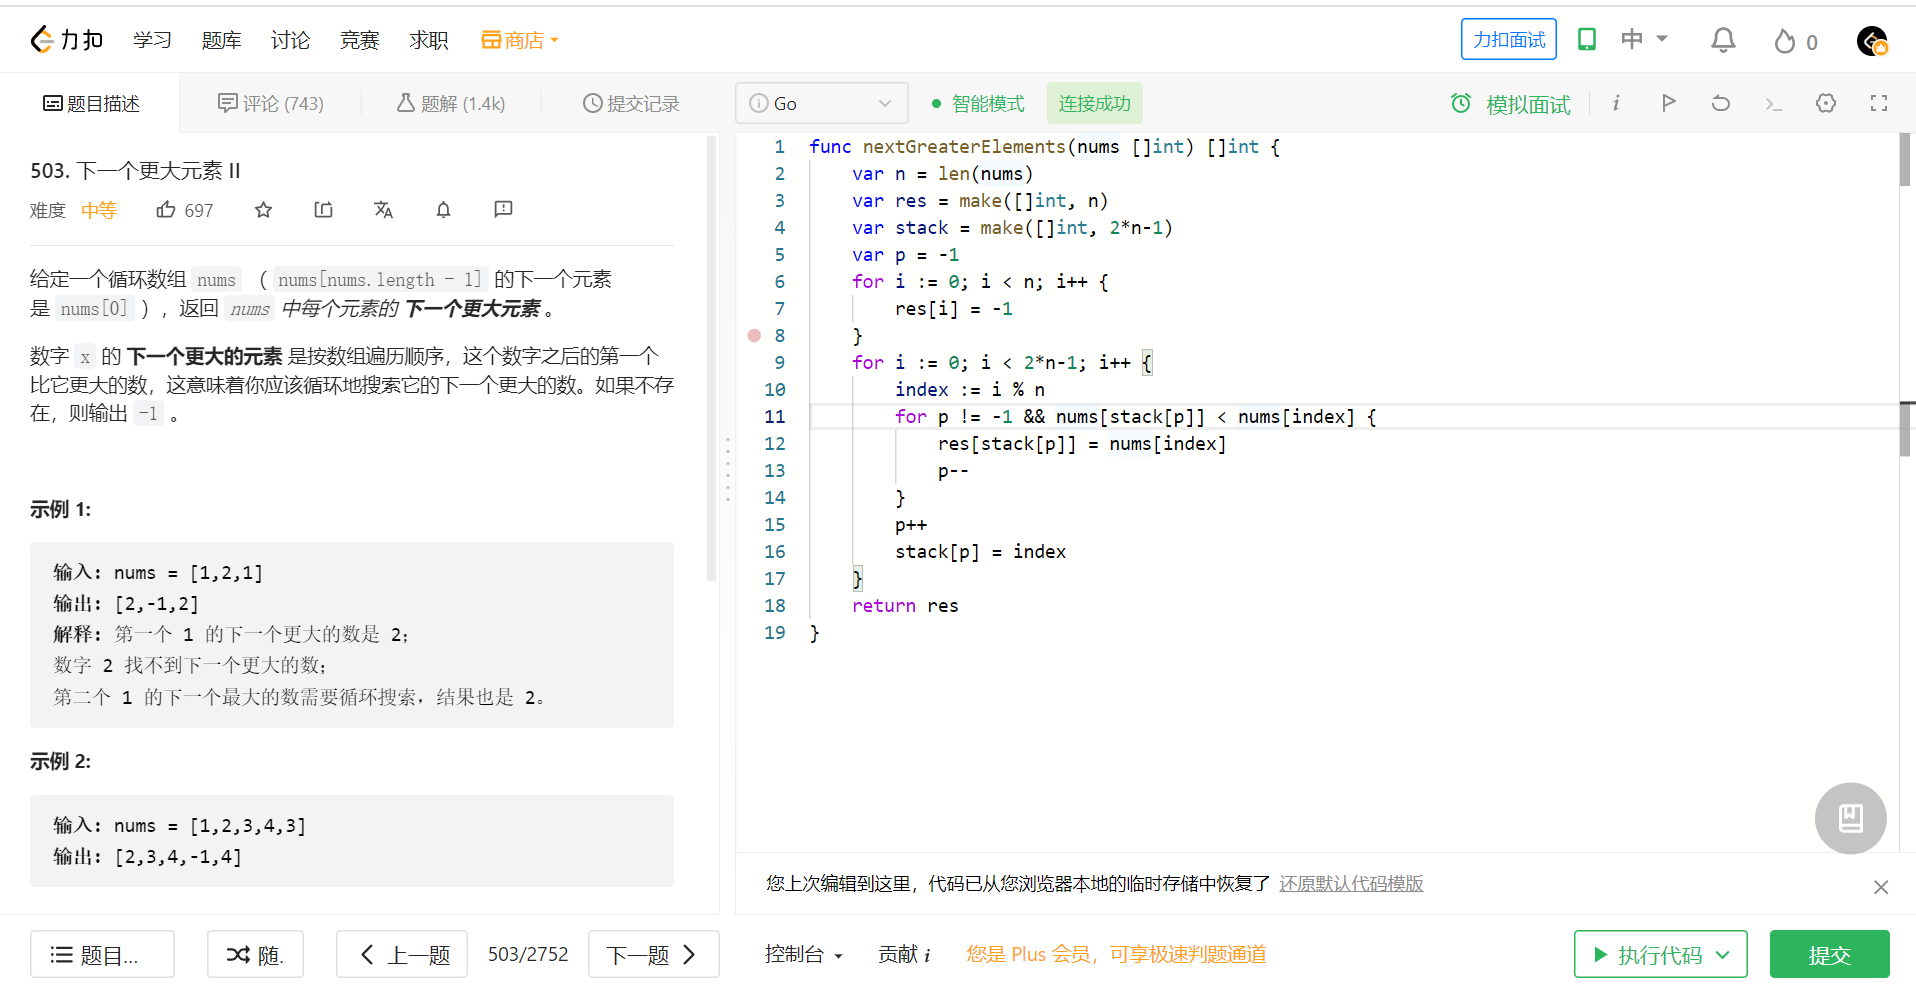 力扣 学习 题库 讨论 竞赛 求职 商店 力扣面试 中 0
题目描述 评论 (743) 题解 (1.4k) 提交记录 Go 智能模式 连接成功 模拟面试 i
503. 下一个更大元素 II
难度 中等 697
给定一个循环数组 nums （ nums[nums.length - 1] 的下一个元素
是 nums[0] ），返回 nums 中每个元素的 下一个更大元素 。
数字 x 的 下一个更大的元素 是按数组遍历顺序，这个数字之后的第一个
比它更大的数，这意味着你应该循环地搜索它的下一个更大的数。如果不存
在，则输出 -1 。
示例 1:
输入: nums = [1,2,1]
输出: [2,-1,2]
解释: 第一个 1 的下一个更大的数是 2；
数字 2 找不到下一个更大的数；
第二个 1 的下一个最大的数需要循环搜索，结果也是 2。
示例 2:
输入: nums = [1,2,3,4,3]
输出: [2,3,4,-1,4]
1 func nextGreaterElements(nums []int) []int {
2 var n = len(nums)
3 var res = make([]int, n)
4 var stack = make([]int, 2*n-1)
5 var p = -1
6 for i := 0; i < n; i++ {
7 res[i] = -1
8 }
9 for i := 0; i < 2*n-1; i++ {
10 index := i % n
11 for p != -1 && nums[stack[p]] < nums[index] {
12 res[stack[p]] = nums[index]
13 p--
14 }
15 p++
16 stack[p] = index
17 }
18 return res
19 }
您上次编辑到这里，代码已从您浏览器本地的临时存储中恢复了 还原默认代码模版
题目... 随. 上一题 503/2752 下一题 控制台 贡献 i 您是 Plus 会员，可享极速判题通道 执行代码 提交